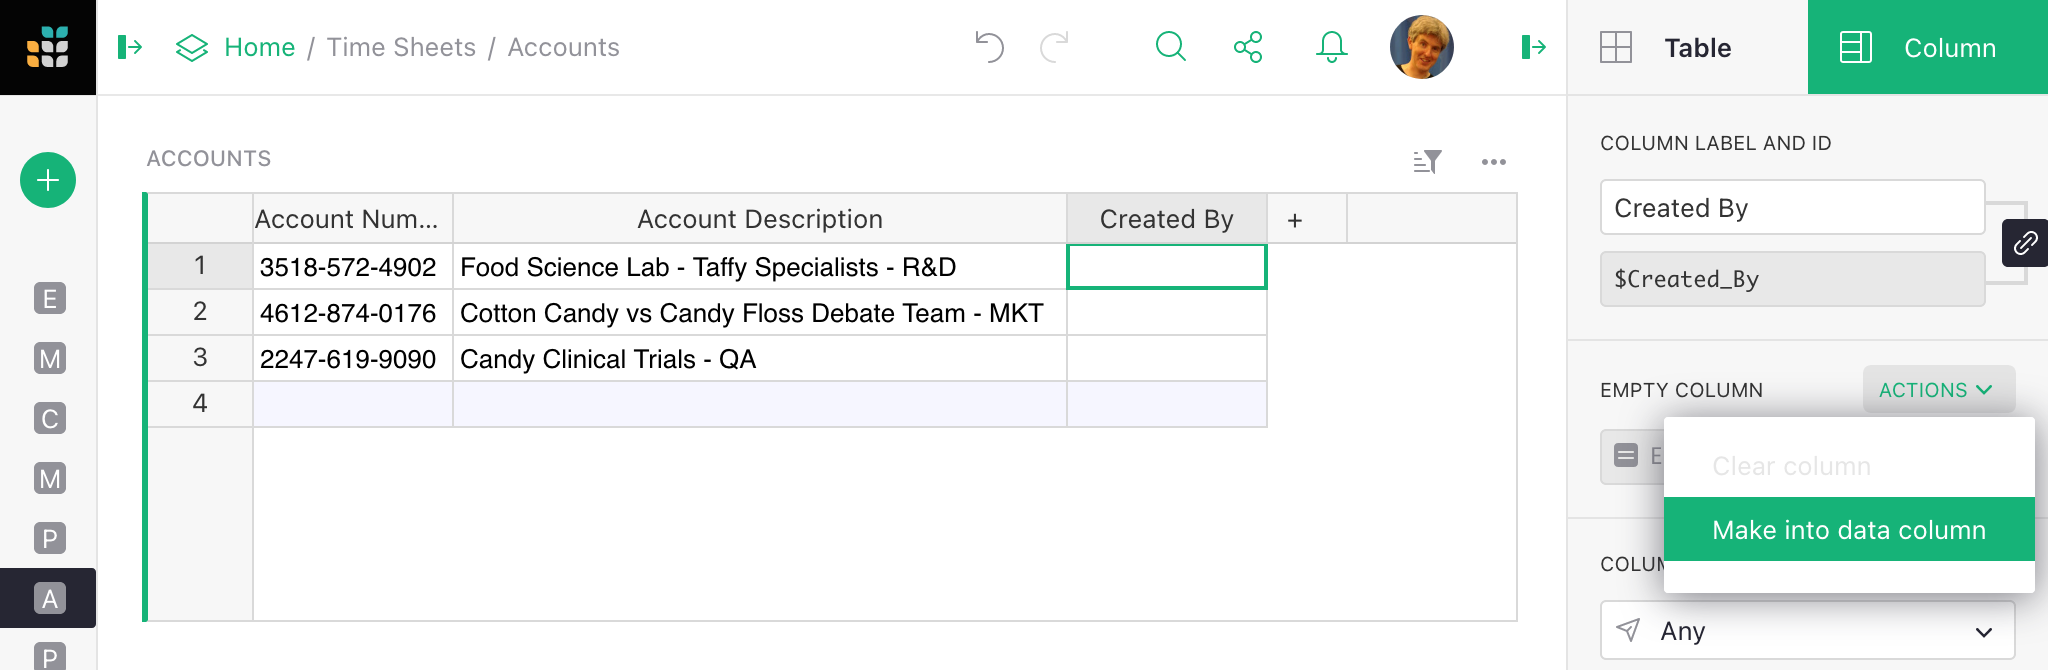 Home / Time Sheets / Accounts
Table
Column
ACCOUNTS
Account Num... Account Description Created By +
1 3518-572-4902 Food Science Lab - Taffy Specialists - R&D
2 4612-874-0176 Cotton Candy vs Candy Floss Debate Team - MKT
3 2247-619-9090 Candy Clinical Trials - QA
4
E
M
C
M
P
A
P
COLUMN LABEL AND ID
Created By
$Created_By
EMPTY COLUMN ACTIONS
E
Clear column
Make into data column
COLUM
Any